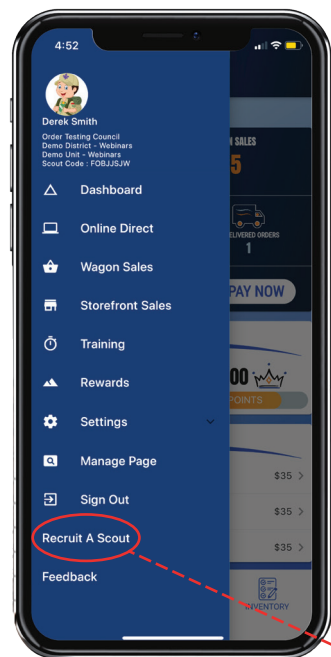 4:52
Derek Smith
Order Testing Council
Demo District - Webinars
Demo Unit - Webinars
Scout Code : FOBJJSJW
Dashboard
Online Direct
Wagon Sales
Storefront Sales
Training
Rewards
Settings
Manage Page
Sign Out
Recruit A Scout
Feedback
SALES
5
ELIVERED ORDERS
1
PAY NOW
00
POINTS
$35 >
$35 >
$35 >
INVENTORY